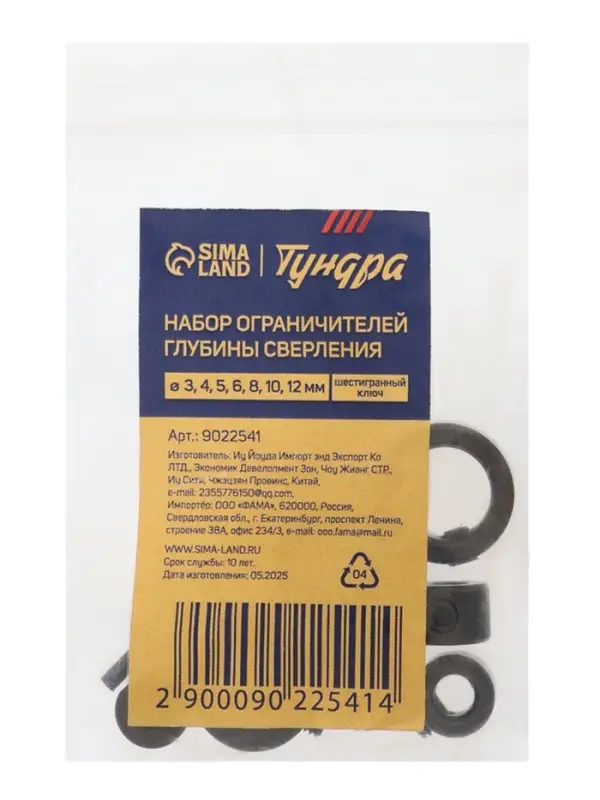 SIMA LAND | Тундра
НАБОР ОГРАНИЧИТЕЛЕЙ
ГЛУБИНЫ СВЕРЛЕНИЯ
⌀ 3, 4, 5, 6, 8, 10, 12 мм
шестигранный
ключ
Арт.: 9022541
Изготовитель: Иу Йоуда Импорт энд Экспорт Ко
ЛТД., Экономик Девелопмент Зон, Чоу Жианг СТР.,
Иу Сити, Чжэцзян Провинс, Китай,
e-mail: 2355776150@qq.com,
Импортёр: ООО «ФАМА», 620000, Россия,
Свердловская обл., г. Екатеринбург, проспект Ленина,
строение 38А, офис 234/3, e-mail: ooo.fama@mail.ru
WWW.SIMA-LAND.RU
Срок службы: 10 лет.
Дата изготовления: 05.2025
04
2 900090 225414